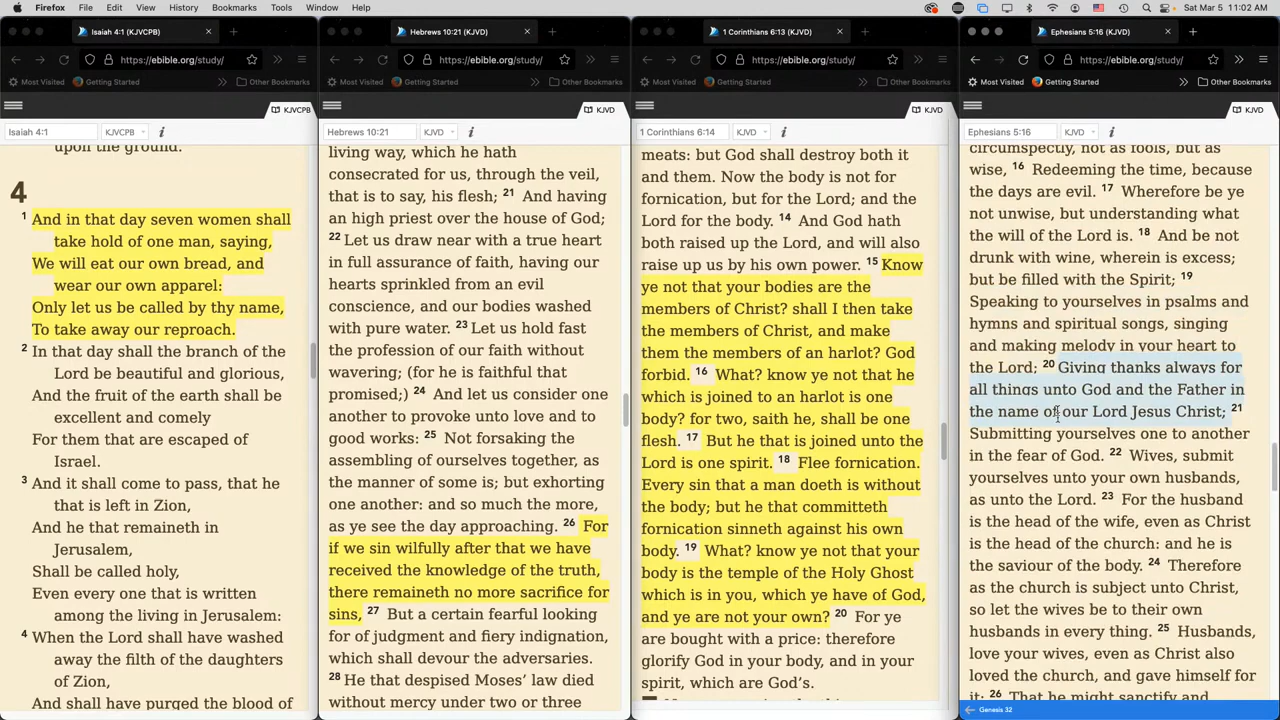 Firefox File Edit View History Bookmarks Tools Window Help
Sat Mar 5 11:02 AM
Isaiah 4:1 (KJVCPB)
https://ebible.org/study/
Most Visited Getting Started Other Bookmarks
KJVCPB
Isaiah 4:1 KJVCPB i
upon the ground.
4
1 And in that day seven women shall
take hold of one man, saying,
We will eat our own bread, and
wear our own apparel:
Only let us be called by thy name,
To take away our reproach.
2 In that day shall the branch of the
Lord be beautiful and glorious,
And the fruit of the earth shall be
excellent and comely
For them that are escaped of
Israel.
3 And it shall come to pass, that he
that is left in Zion,
And he that remaineth in
Jerusalem,
Shall be called holy,
Even every one that is written
among the living in Jerusalem:
4 When the Lord shall have washed
away the filth of the daughters
of Zion,
And shall have purged the blood of
Hebrews 10:21 (KJVD)
https://ebible.org/study/
Most Visited Getting Started Other Bookmarks
KJVD
Hebrews 10:21 KJVD i
living way, which he hath
consecrated for us, through the veil,
that is to say, his flesh; 21 And having
an high priest over the house of God;
22 Let us draw near with a true heart
in full assurance of faith, having our
hearts sprinkled from an evil
conscience, and our bodies washed
with pure water. 23 Let us hold fast
the profession of our faith without
wavering; (for he is faithful that
promised;) 24 And let us consider one
another to provoke unto love and to
good works: 25 Not forsaking the
assembling of ourselves together, as
the manner of some is; but exhorting
one another: and so much the more,
as ye see the day approaching. 26 For
if we sin wilfully after that we have
received the knowledge of the truth,
there remaineth no more sacrifice for
sins, 27 But a certain fearful looking
for of judgment and fiery indignation,
which shall devour the adversaries.
28 He that despised Moses’ law died
without mercy under two or three
1 Corinthians 6:13 (KJVD)
https://ebible.org/study/
Most Visited Getting Started Other Bookmarks
KJVD
1 Corinthians 6:14 KJVD i
meats: but God shall destroy both it
and them. Now the body is not for
fornication, but for the Lord; and the
Lord for the body. 14 And God hath
both raised up the Lord, and will also
raise up us by his own power. 15 Know
ye not that your bodies are the
members of Christ? shall I then take
the members of Christ, and make
them the members of an harlot? God
forbid. 16 What? know ye not that he
which is joined to an harlot is one
body? for two, saith he, shall be one
flesh. 17 But he that is joined unto the
Lord is one spirit. 18 Flee fornication.
Every sin that a man doeth is without
the body; but he that committeth
fornication sinneth against his own
body. 19 What? know ye not that your
body is the temple of the Holy Ghost
which is in you, which ye have of God,
and ye are not your own? 20 For ye
are bought with a price: therefore
glorify God in your body, and in your
spirit, which are God’s.
Ephesians 5:16 (KJVD)
https://ebible.org/study/
Most Visited Getting Started Other Bookmarks
KJVD
Ephesians 5:16 KJVD i
circumspectly, not as fools, but as
wise, 16 Redeeming the time, because
the days are evil. 17 Wherefore be ye
not unwise, but understanding what
the will of the Lord is. 18 And be not
drunk with wine, wherein is excess;
but be filled with the Spirit; 19
Speaking to yourselves in psalms and
hymns and spiritual songs, singing
and making melody in your heart to
the Lord; 20 Giving thanks always for
all things unto God and the Father in
the name of our Lord Jesus Christ; 21
Submitting yourselves one to another
in the fear of God. 22 Wives, submit
yourselves unto your own husbands,
as unto the Lord. 23 For the husband
is the head of the wife, even as Christ
is the head of the church: and he is
the saviour of the body. 24 Therefore
as the church is subject unto Christ,
so let the wives be to their own
husbands in every thing. 25 Husbands,
love your wives, even as Christ also
loved the church, and gave himself for
it; 26 That he might sanctify and
Genesis 32